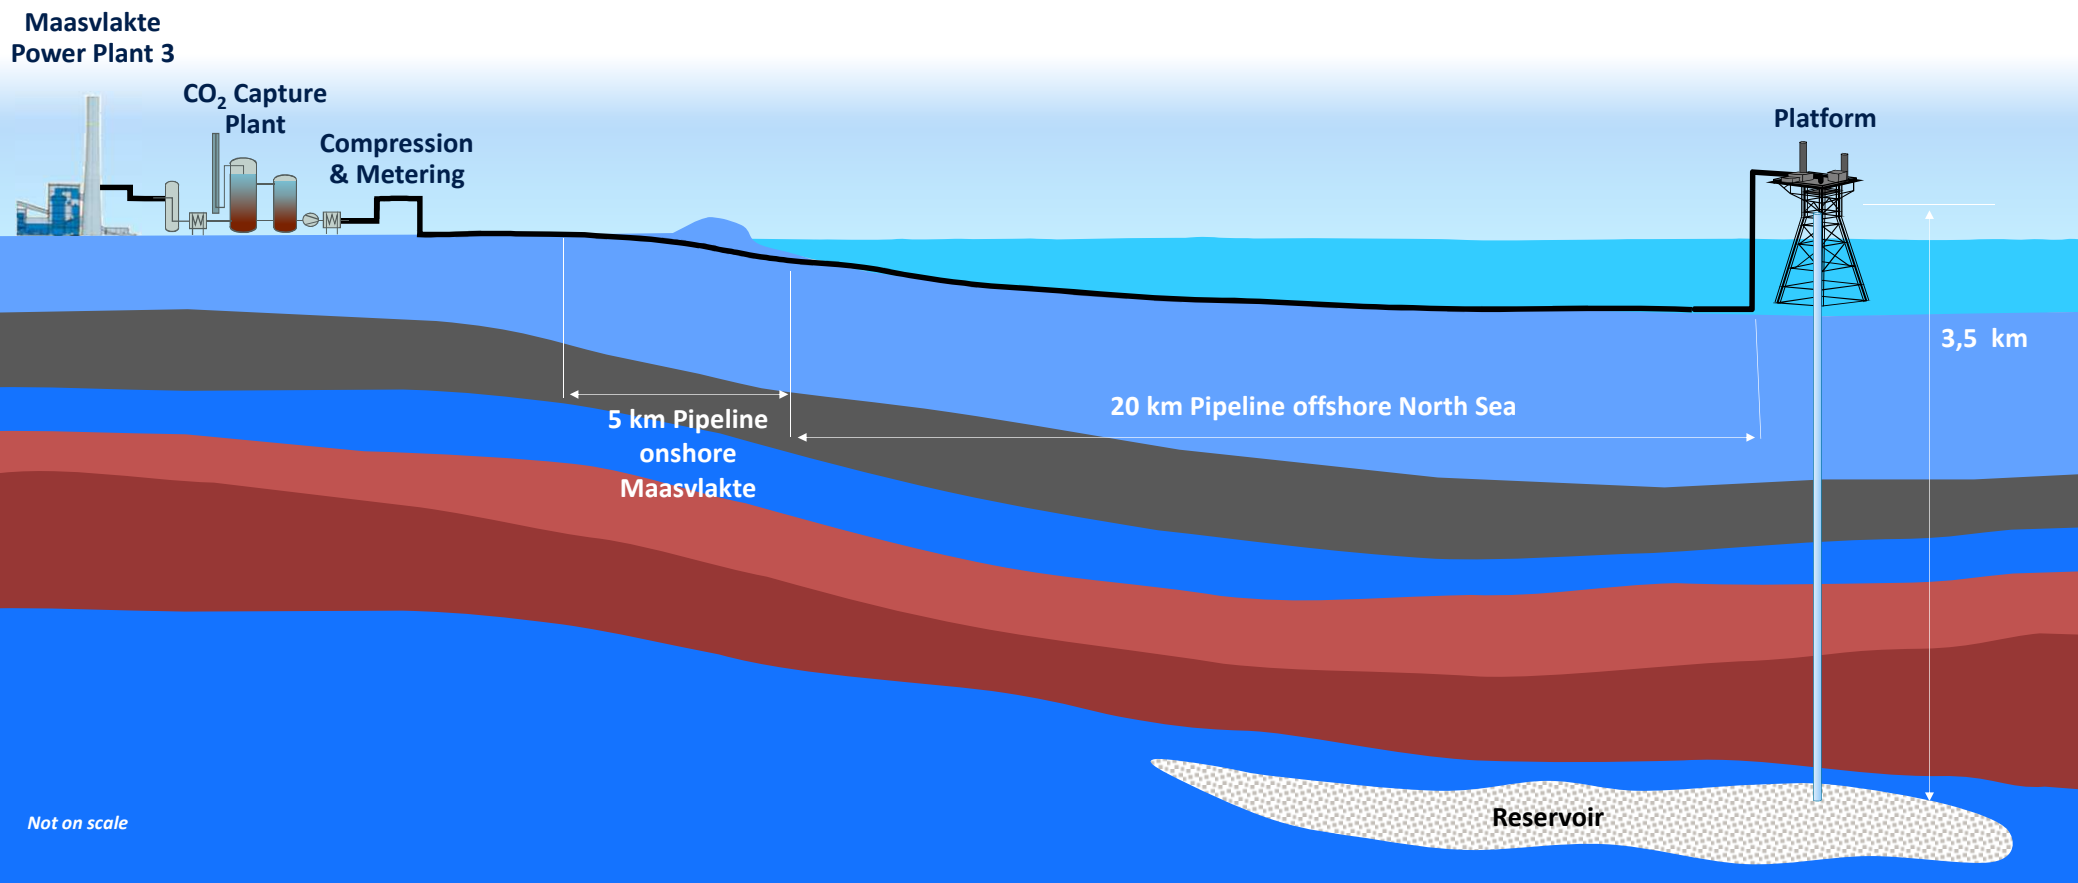 Maasvlakte
Power Plant 3
CO₂ Capture
Plant
Compression
& Metering
Platform
3,5 km
20 km Pipeline offshore North Sea
5 km Pipeline
onshore
Maasvlakte
Reservoir
Not on scale